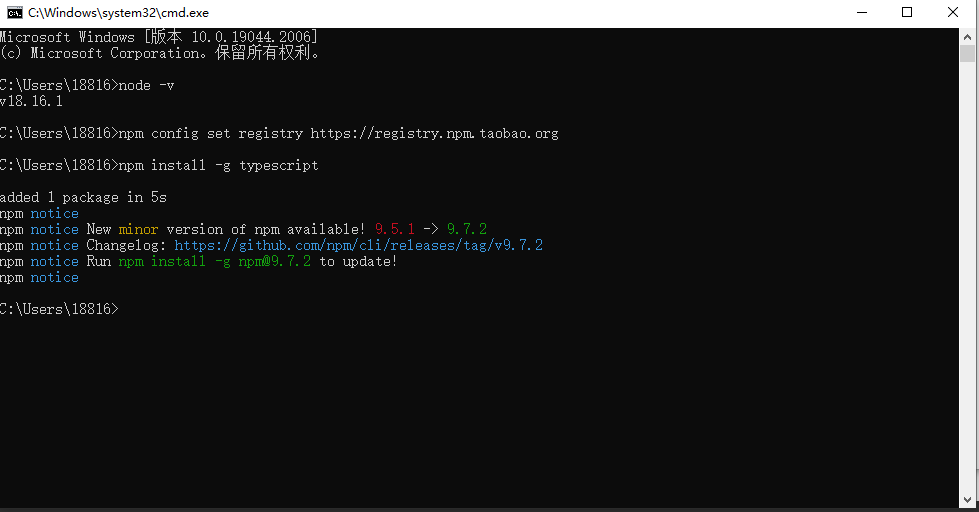 C:\Windows\system32\cmd.exe
Microsoft Windows [版本 10.0.19044.2006]
(c) Microsoft Corporation。保留所有权利。
C:\Users\18816>node -v
v18.16.1
C:\Users\18816>npm config set registry https://registry.npm.taobao.org
C:\Users\18816>npm install -g typescript
added 1 package in 5s
npm notice
npm notice New minor version of npm available! 9.5.1 -> 9.7.2
npm notice Changelog: https://github.com/npm/cli/releases/tag/v9.7.2
npm notice Run npm install -g npm@9.7.2 to update!
npm notice
C:\Users\18816>